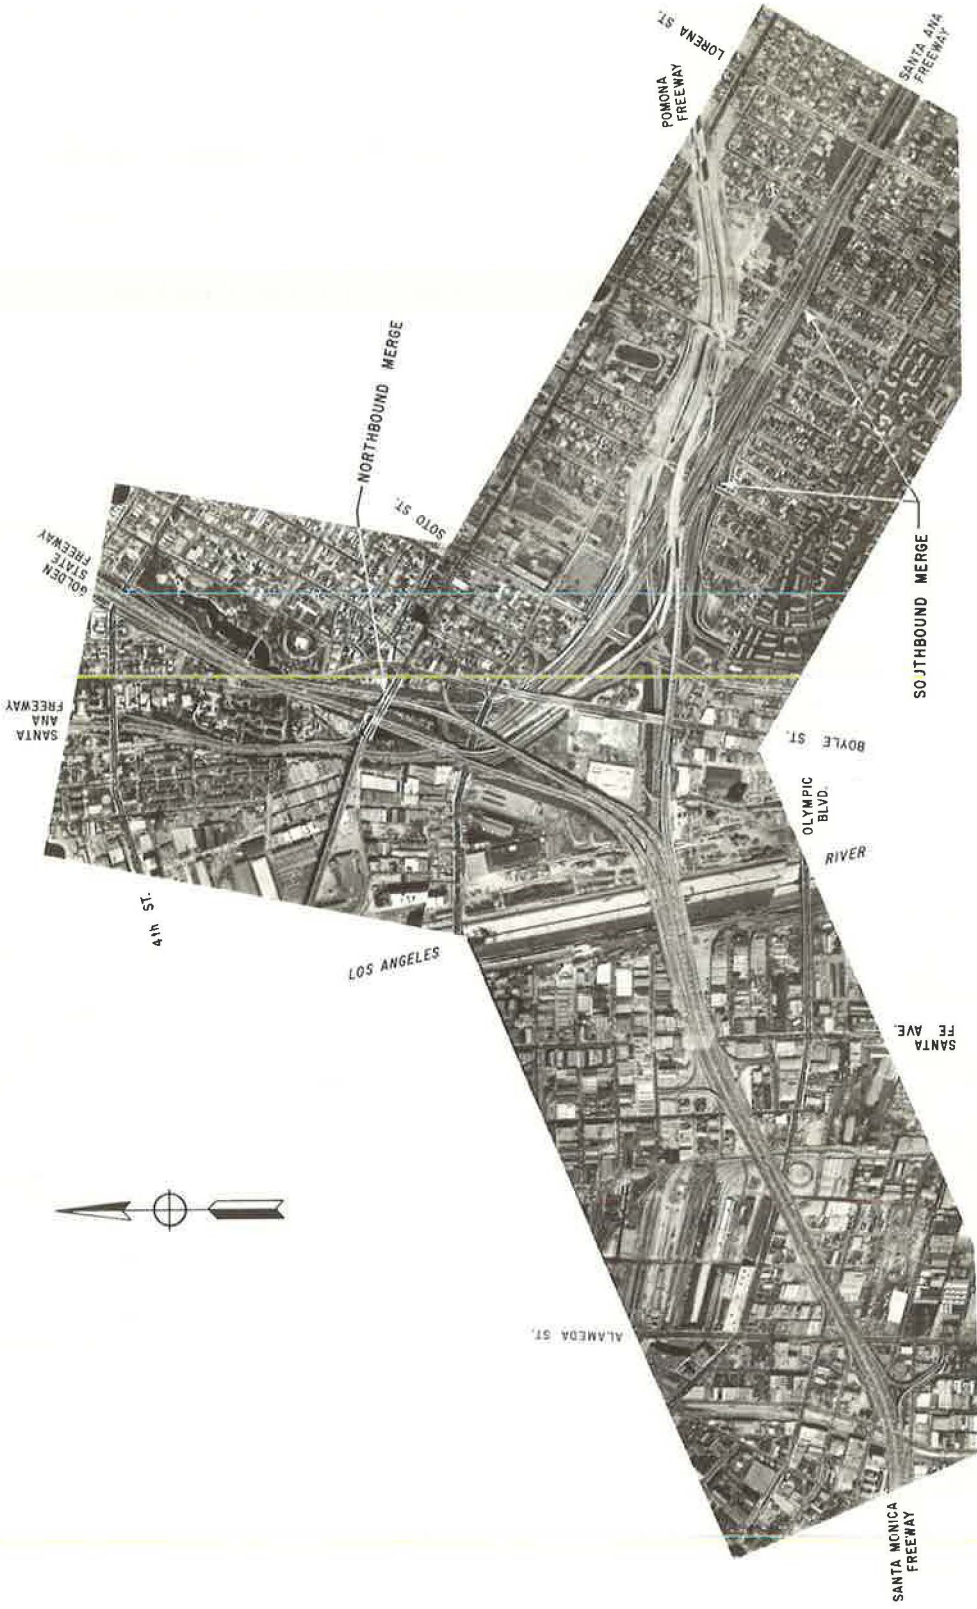 LORENA ST.
SANTA ANA
FREEWAY
POMONA
FREEWAY
NORTHBOUND MERGE
SOTO ST.
GOLDEN
STATE
FREEWAY
SANTA
ANA
FREEWAY
SOUTHBOUND MERGE
BOYLE ST.
OLYMPIC
BLVD.
RIVER
4th ST.
LOS ANGELES
SANTA
FE AVE.
ALAMEDA ST.
SANTA MONICA
FREEWAY